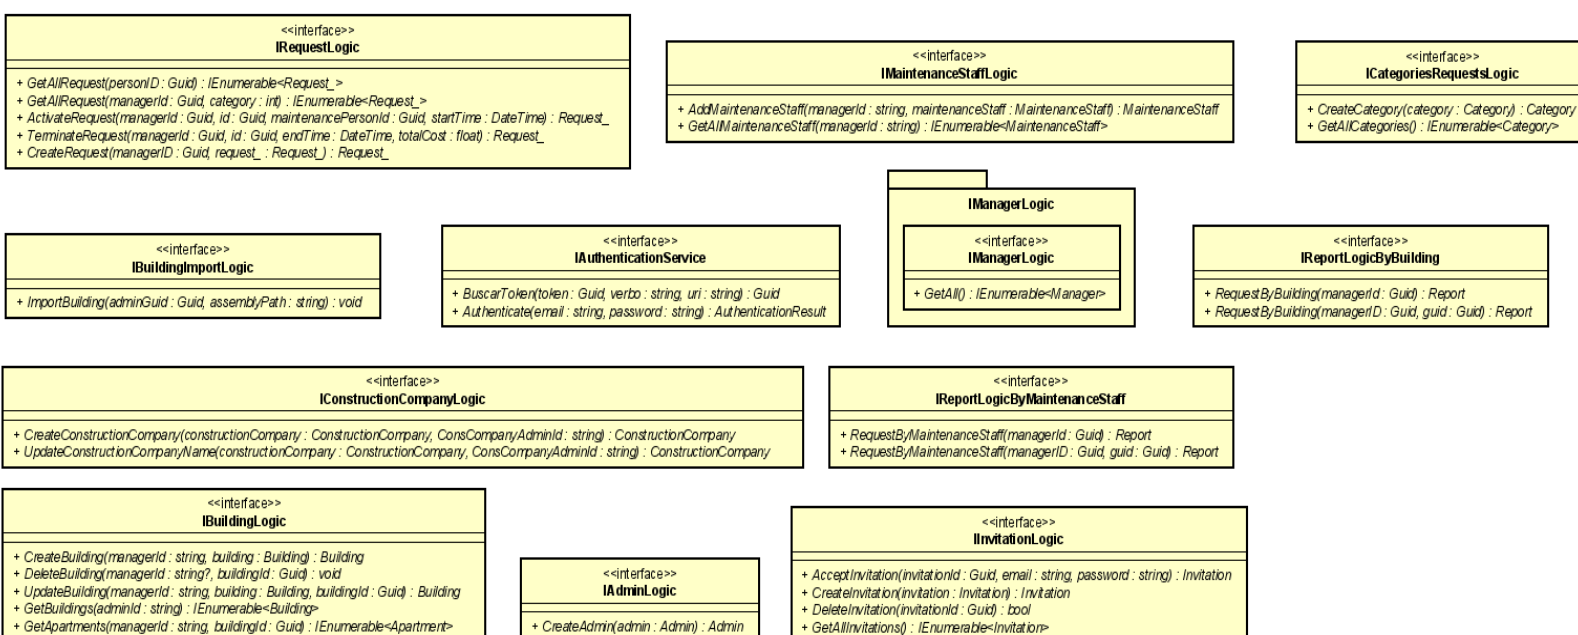 <<interface>>
IRequestLogic
+ GetAllRequest(personID : Guid) : IEnumerable<Request_>
+ GetAllRequest(managerId : Guid, category : int) : IEnumerable<Request_>
+ ActivateRequest(managerId : Guid, id : Guid, maintenancePersonId : Guid, startTime : DateTime) : Request_
+ TerminateRequest(managerId : Guid, id : Guid, endTime : DateTime, totalCost : float) : Request_
+ CreateRequest(managerID : Guid, request_ : Request_) : Request_
<<interface>>
IMaintenanceStaffLogic
+ AddMaintenanceStaff(managerId : string, maintenanceStaff : MaintenanceStaff) : MaintenanceStaff
+ GetAllMaintenanceStaff(managerId : string) : IEnumerable<MaintenanceStaff>
<<interface>>
ICategoriesRequestsLogic
+ CreateCategory(category : Category) : Category
+ GetAllCategories() : IEnumerable<Category>
<<interface>>
IBuildingImportLogic
+ ImportBuilding(adminGuid : Guid, assemblyPath : string) : void
<<interface>>
IAuthenticationService
+ BuscarToken(token : Guid, verbo : string, uri : string) : Guid
+ Authenticate(email : string, password : string) : AuthenticationResult
IManagerLogic
<<interface>>
IManagerLogic
+ GetAll() : IEnumerable<Manager>
<<interface>>
IReportLogicByBuilding
+ RequestByBuilding(managerId : Guid) : Report
+ RequestByBuilding(managerID : Guid, guid : Guid) : Report
<<interface>>
IConstructionCompanyLogic
+ CreateConstructionCompany(constructionCompany : ConstructionCompany, ConsCompanyAdminId : string) : ConstructionCompany
+ UpdateConstructionCompanyName(constructionCompany : ConstructionCompany, ConsCompanyAdminId : string) : ConstructionCompany
<<interface>>
IReportLogicByMaintenanceStaff
+ RequestByMaintenanceStaff(managerId : Guid) : Report
+ RequestByMaintenanceStaff(managerID : Guid, guid : Guid) : Report
<<interface>>
IBuildingLogic
+ CreateBuilding(managerId : string, building : Building) : Building
+ DeleteBuilding(managerId : string?, buildingId : Guid) : void
+ UpdateBuilding(managerId : string, building : Building, buildingId : Guid) : Building
+ GetBuildings(adminId : string) : IEnumerable<Building>
+ GetApartments(managerId : string, buildingId : Guid) : IEnumerable<Apartment>
<<interface>>
IAdminLogic
+ CreateAdmin(admin : Admin) : Admin
<<interface>>
IInvitationLogic
+ AcceptInvitation(invitationId : Guid, email : string, password : string) : Invitation
+ CreateInvitation(invitation : Invitation) : Invitation
+ DeleteInvitation(invitationId : Guid) : bool
+ GetAllInvitations() : IEnumerable<Invitation>